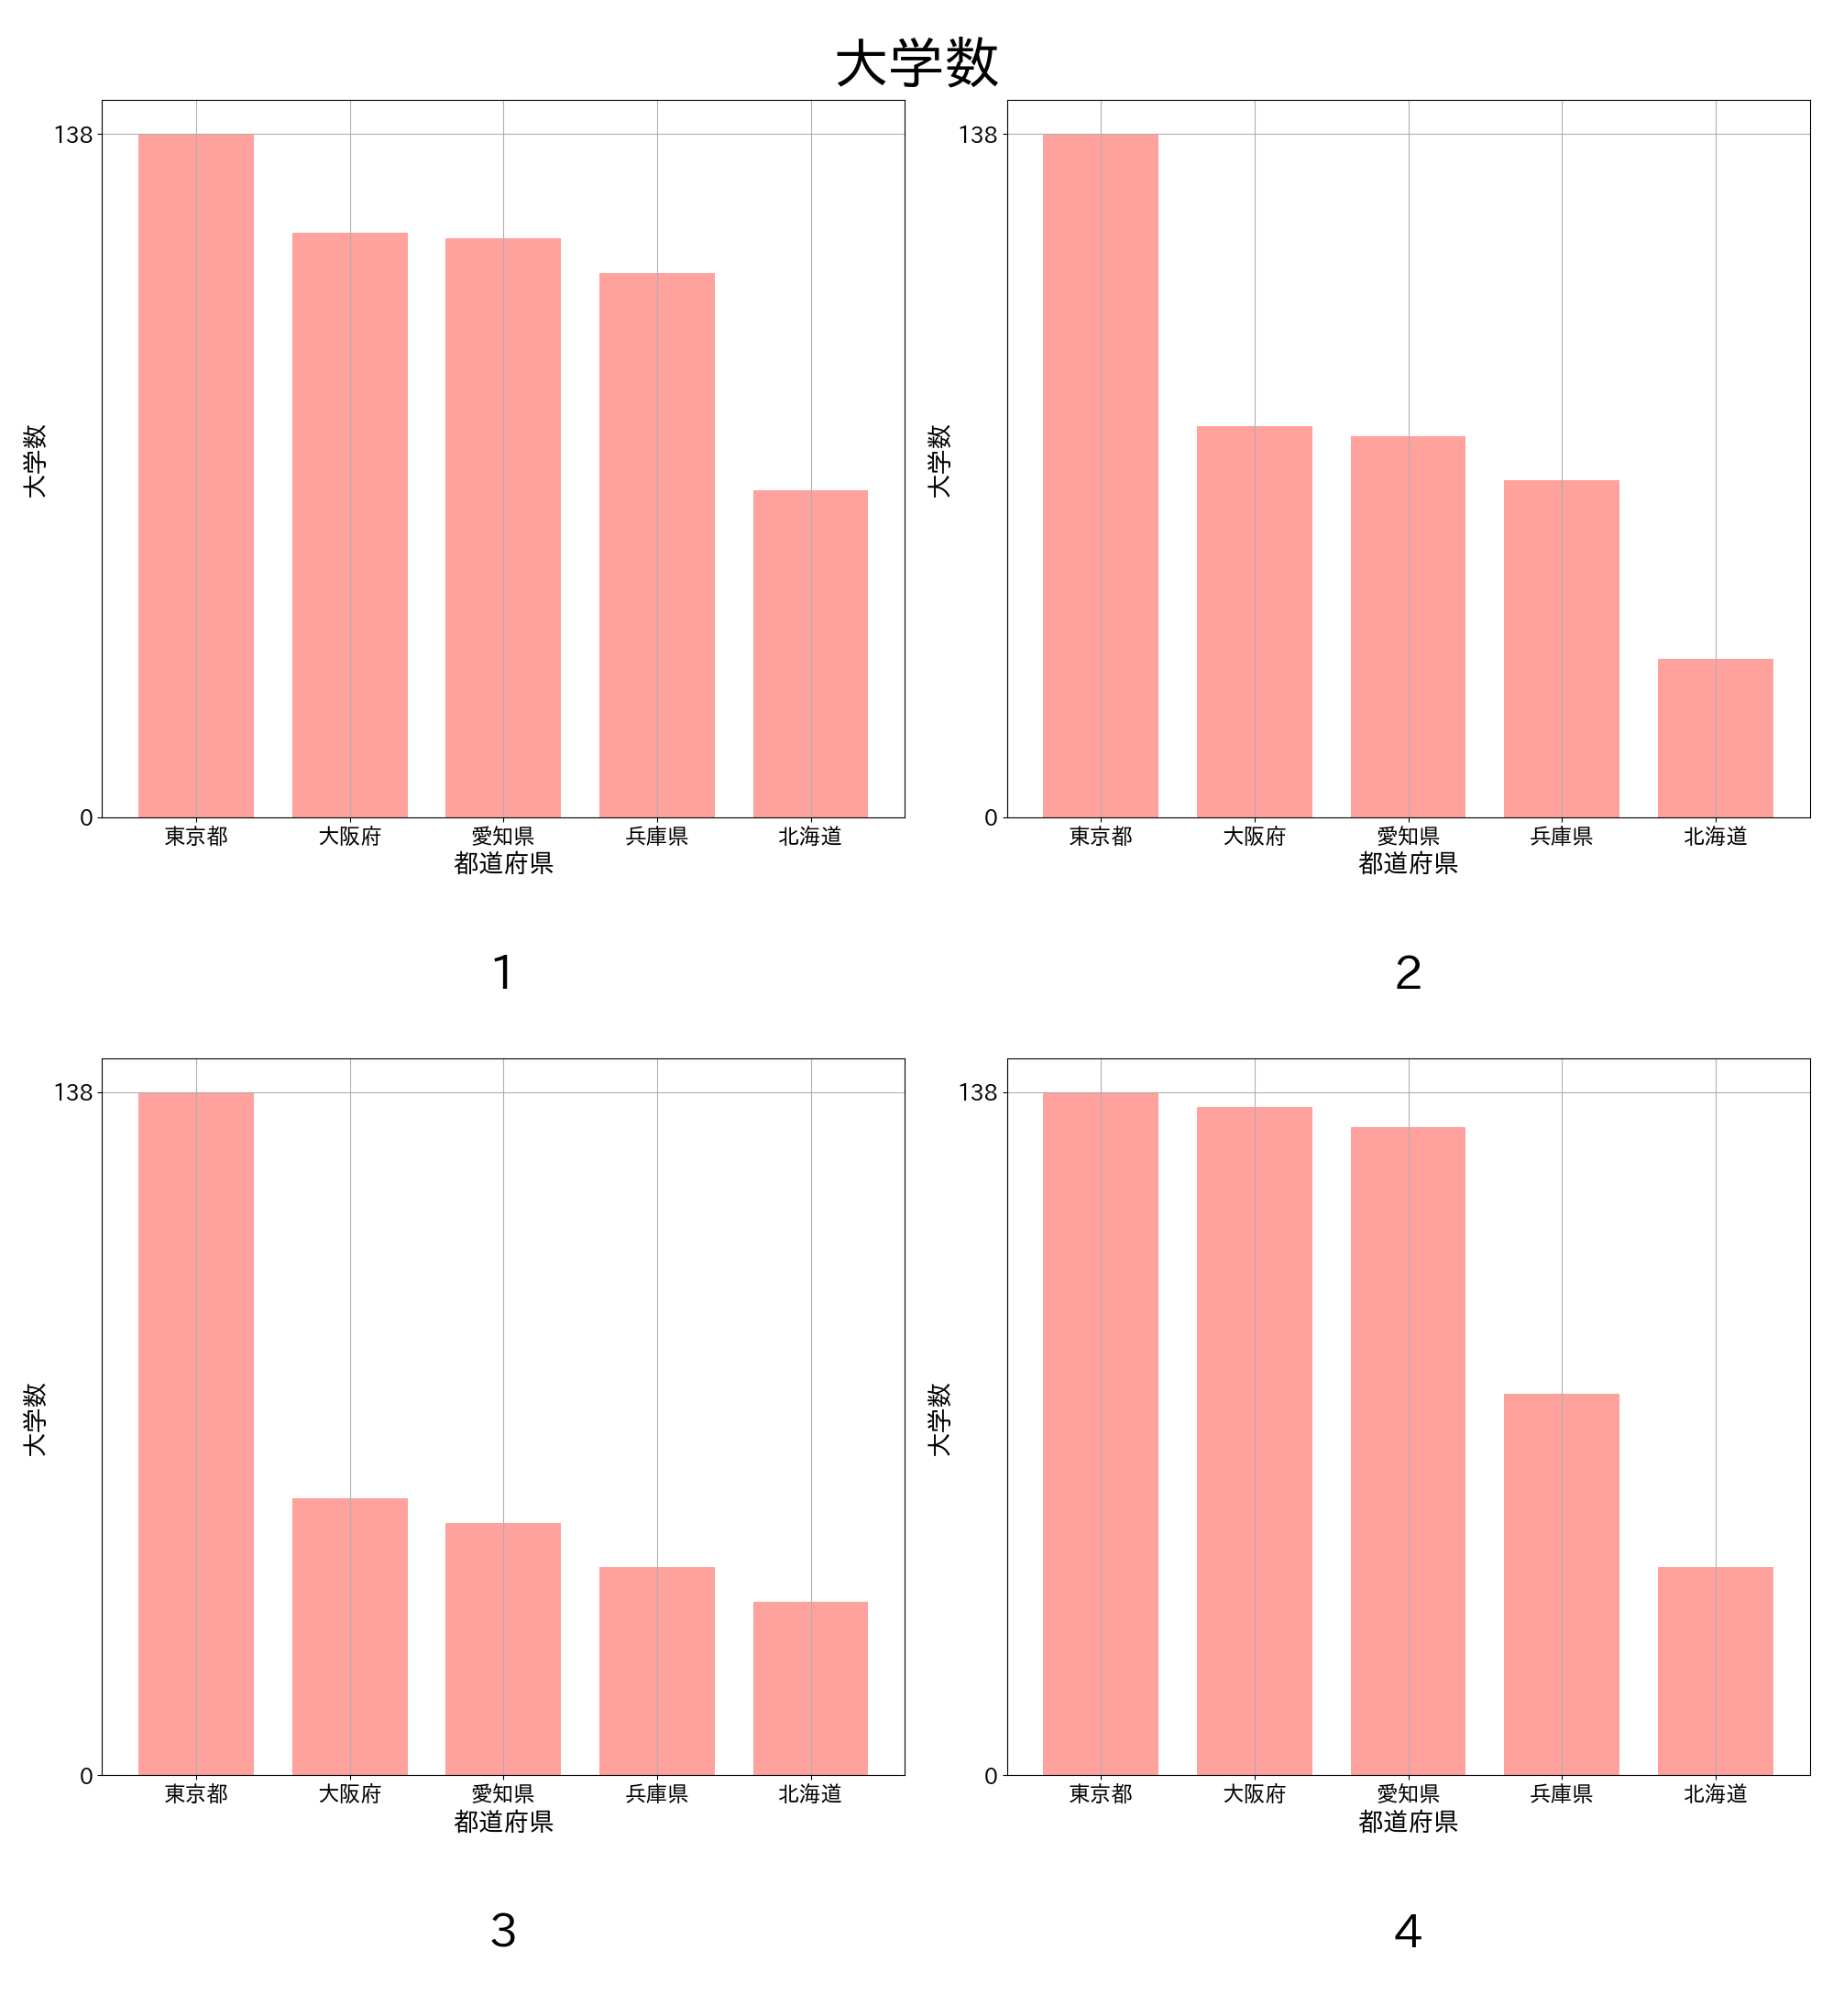 大学数
138
0
大学数
東京都 大阪府 愛知県 兵庫県 北海道
都道府県
1
138
0
大学数
東京都 大阪府 愛知県 兵庫県 北海道
都道府県
2
138
0
大学数
東京都 大阪府 愛知県 兵庫県 北海道
都道府県
3
138
0
大学数
東京都 大阪府 愛知県 兵庫県 北海道
都道府県
4